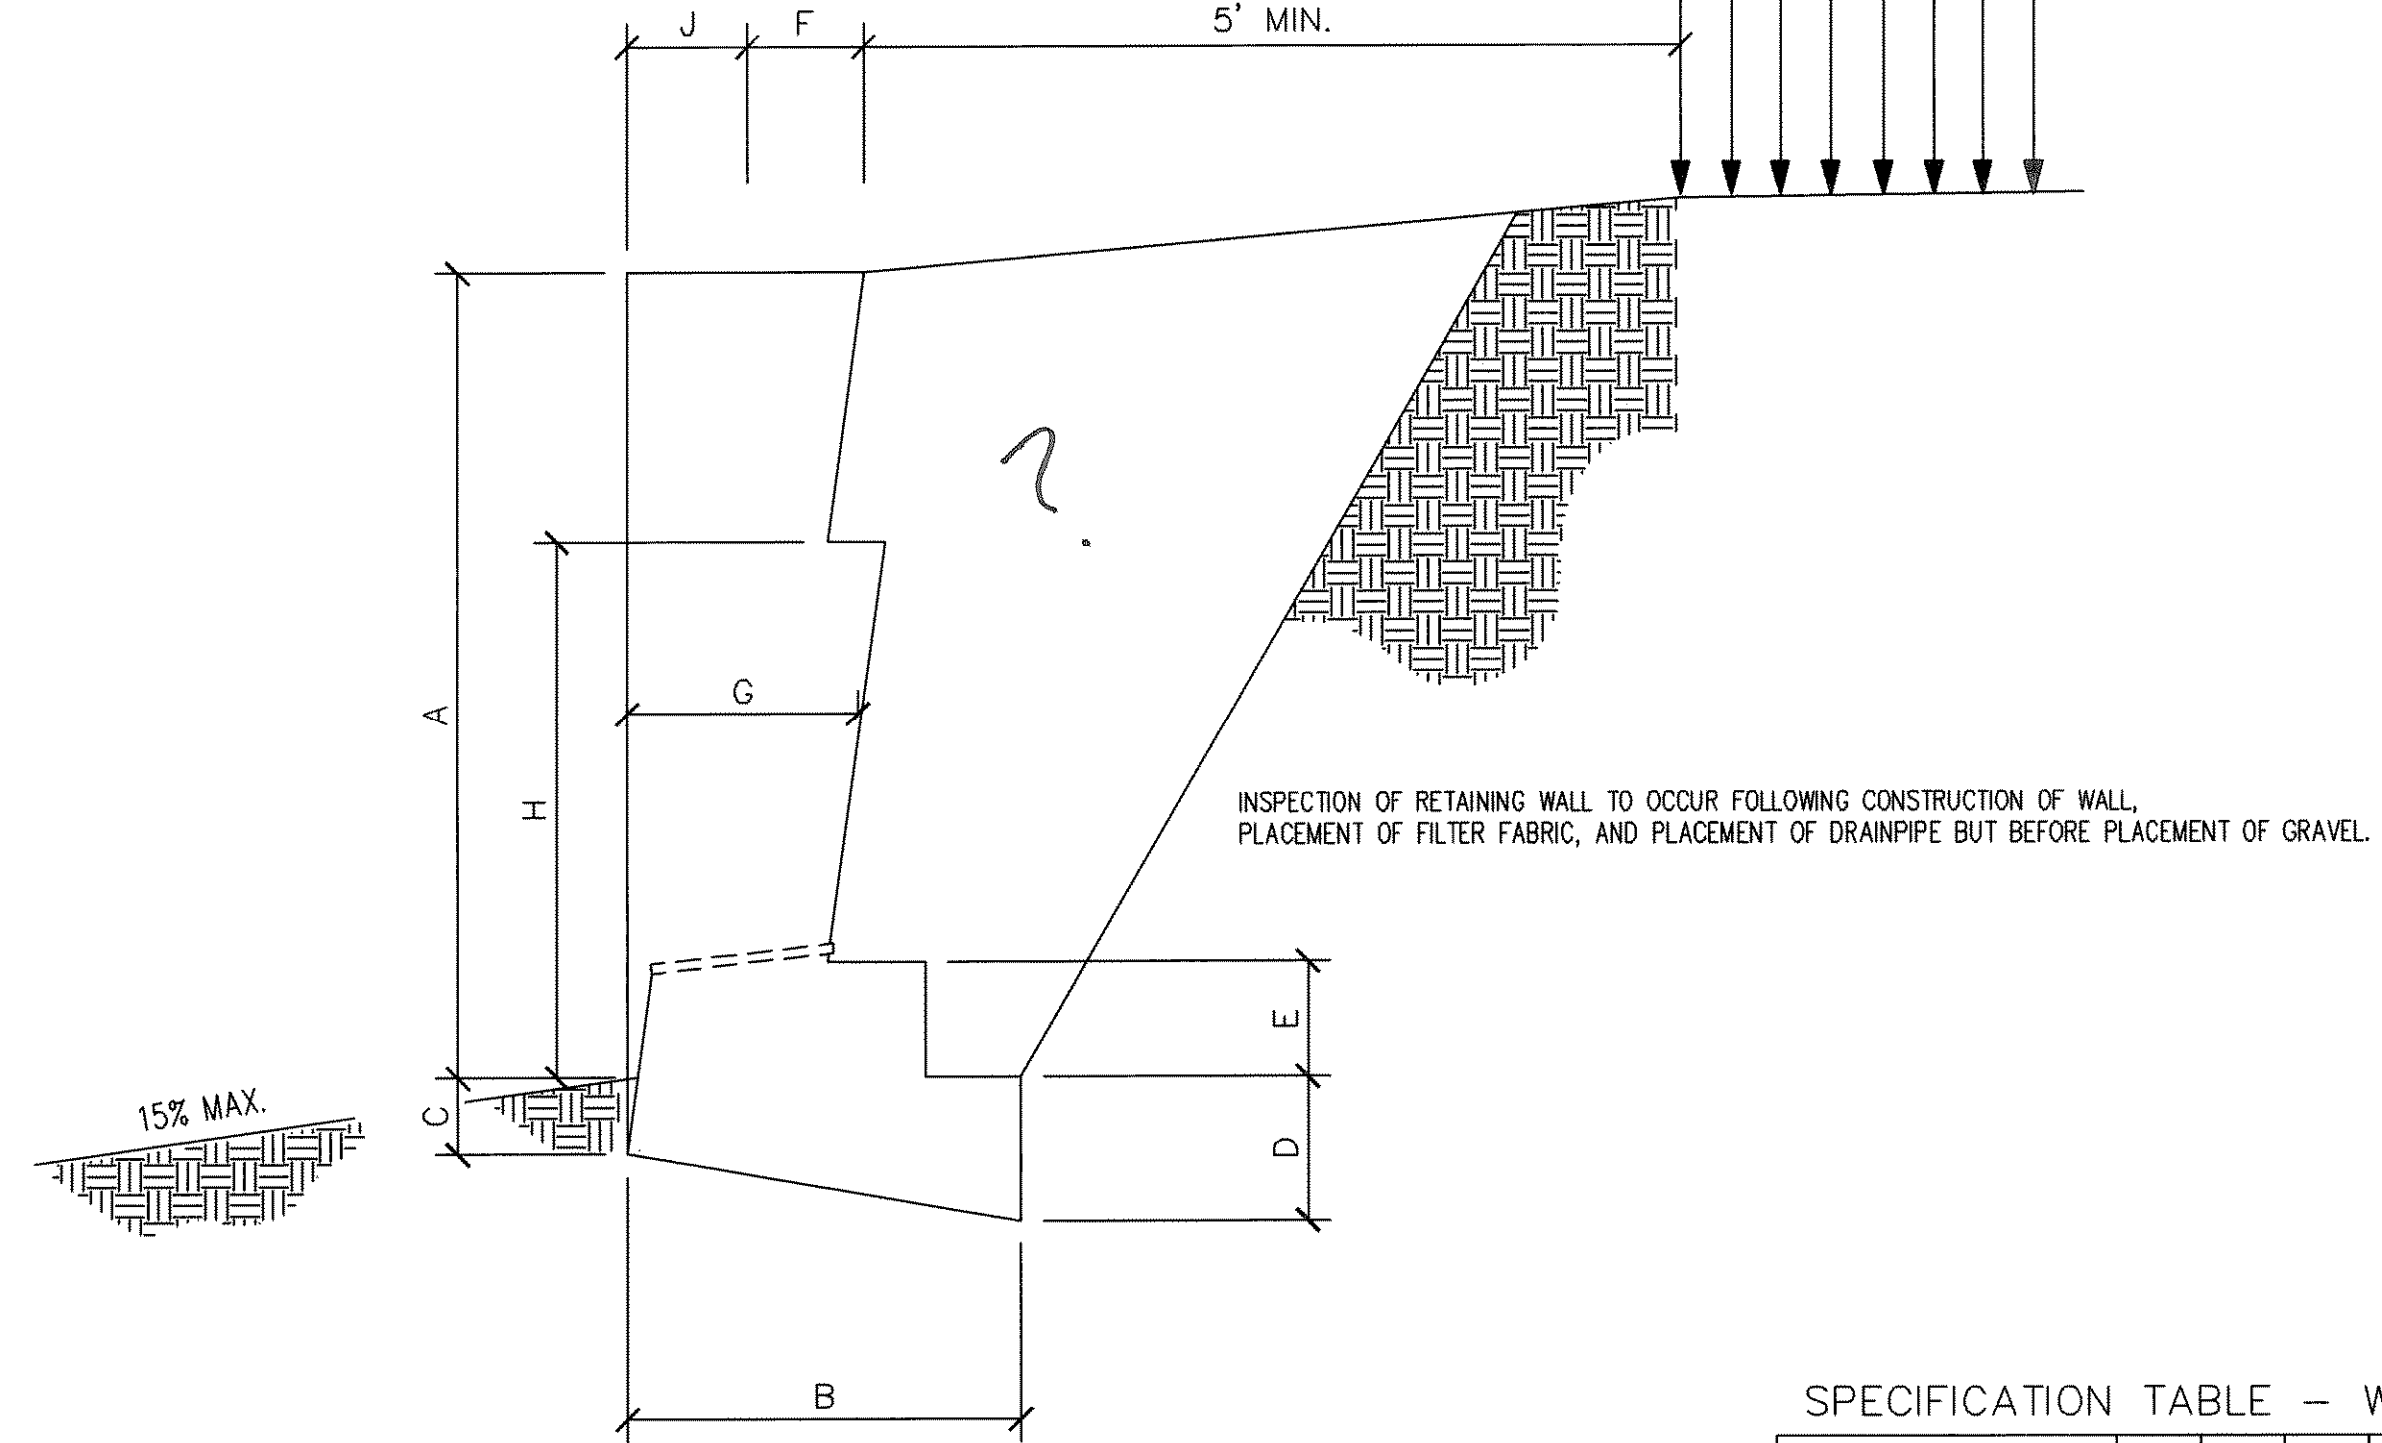 J
F
5' MIN.
?
A
H
G
INSPECTION OF RETAINING WALL TO OCCUR FOLLOWING CONSTRUCTION OF WALL,
PLACEMENT OF FILTER FABRIC, AND PLACEMENT OF DRAINPIPE BUT BEFORE PLACEMENT OF GRAVEL.
E
15% MAX.
C
D
B
SPECIFICATION TABLE –